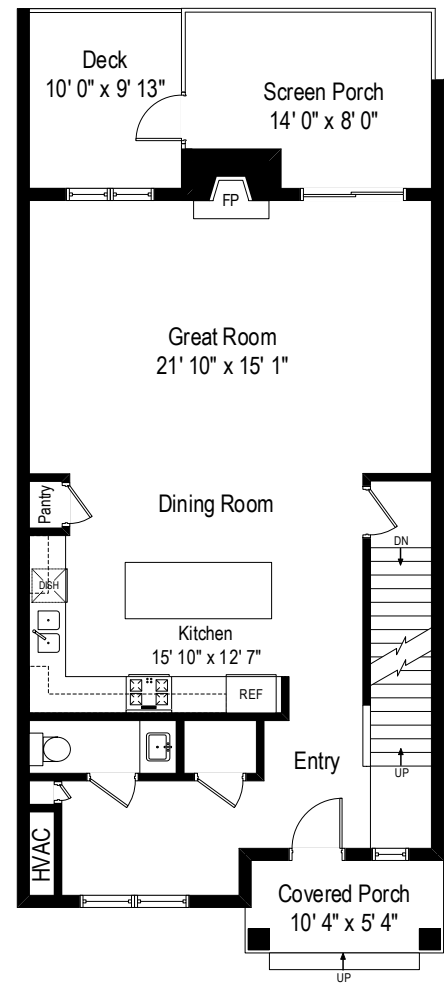 Deck
10' 0" x 9' 13"
Screen Porch
14' 0" x 8' 0"
FP
Great Room
21' 10" x 15' 1"
Pantry
Dining Room
DN
DISH
Kitchen
15' 10" x 12' 7"
REF
Entry
UP
HVAC
Covered Porch
10' 4" x 5' 4"
UP